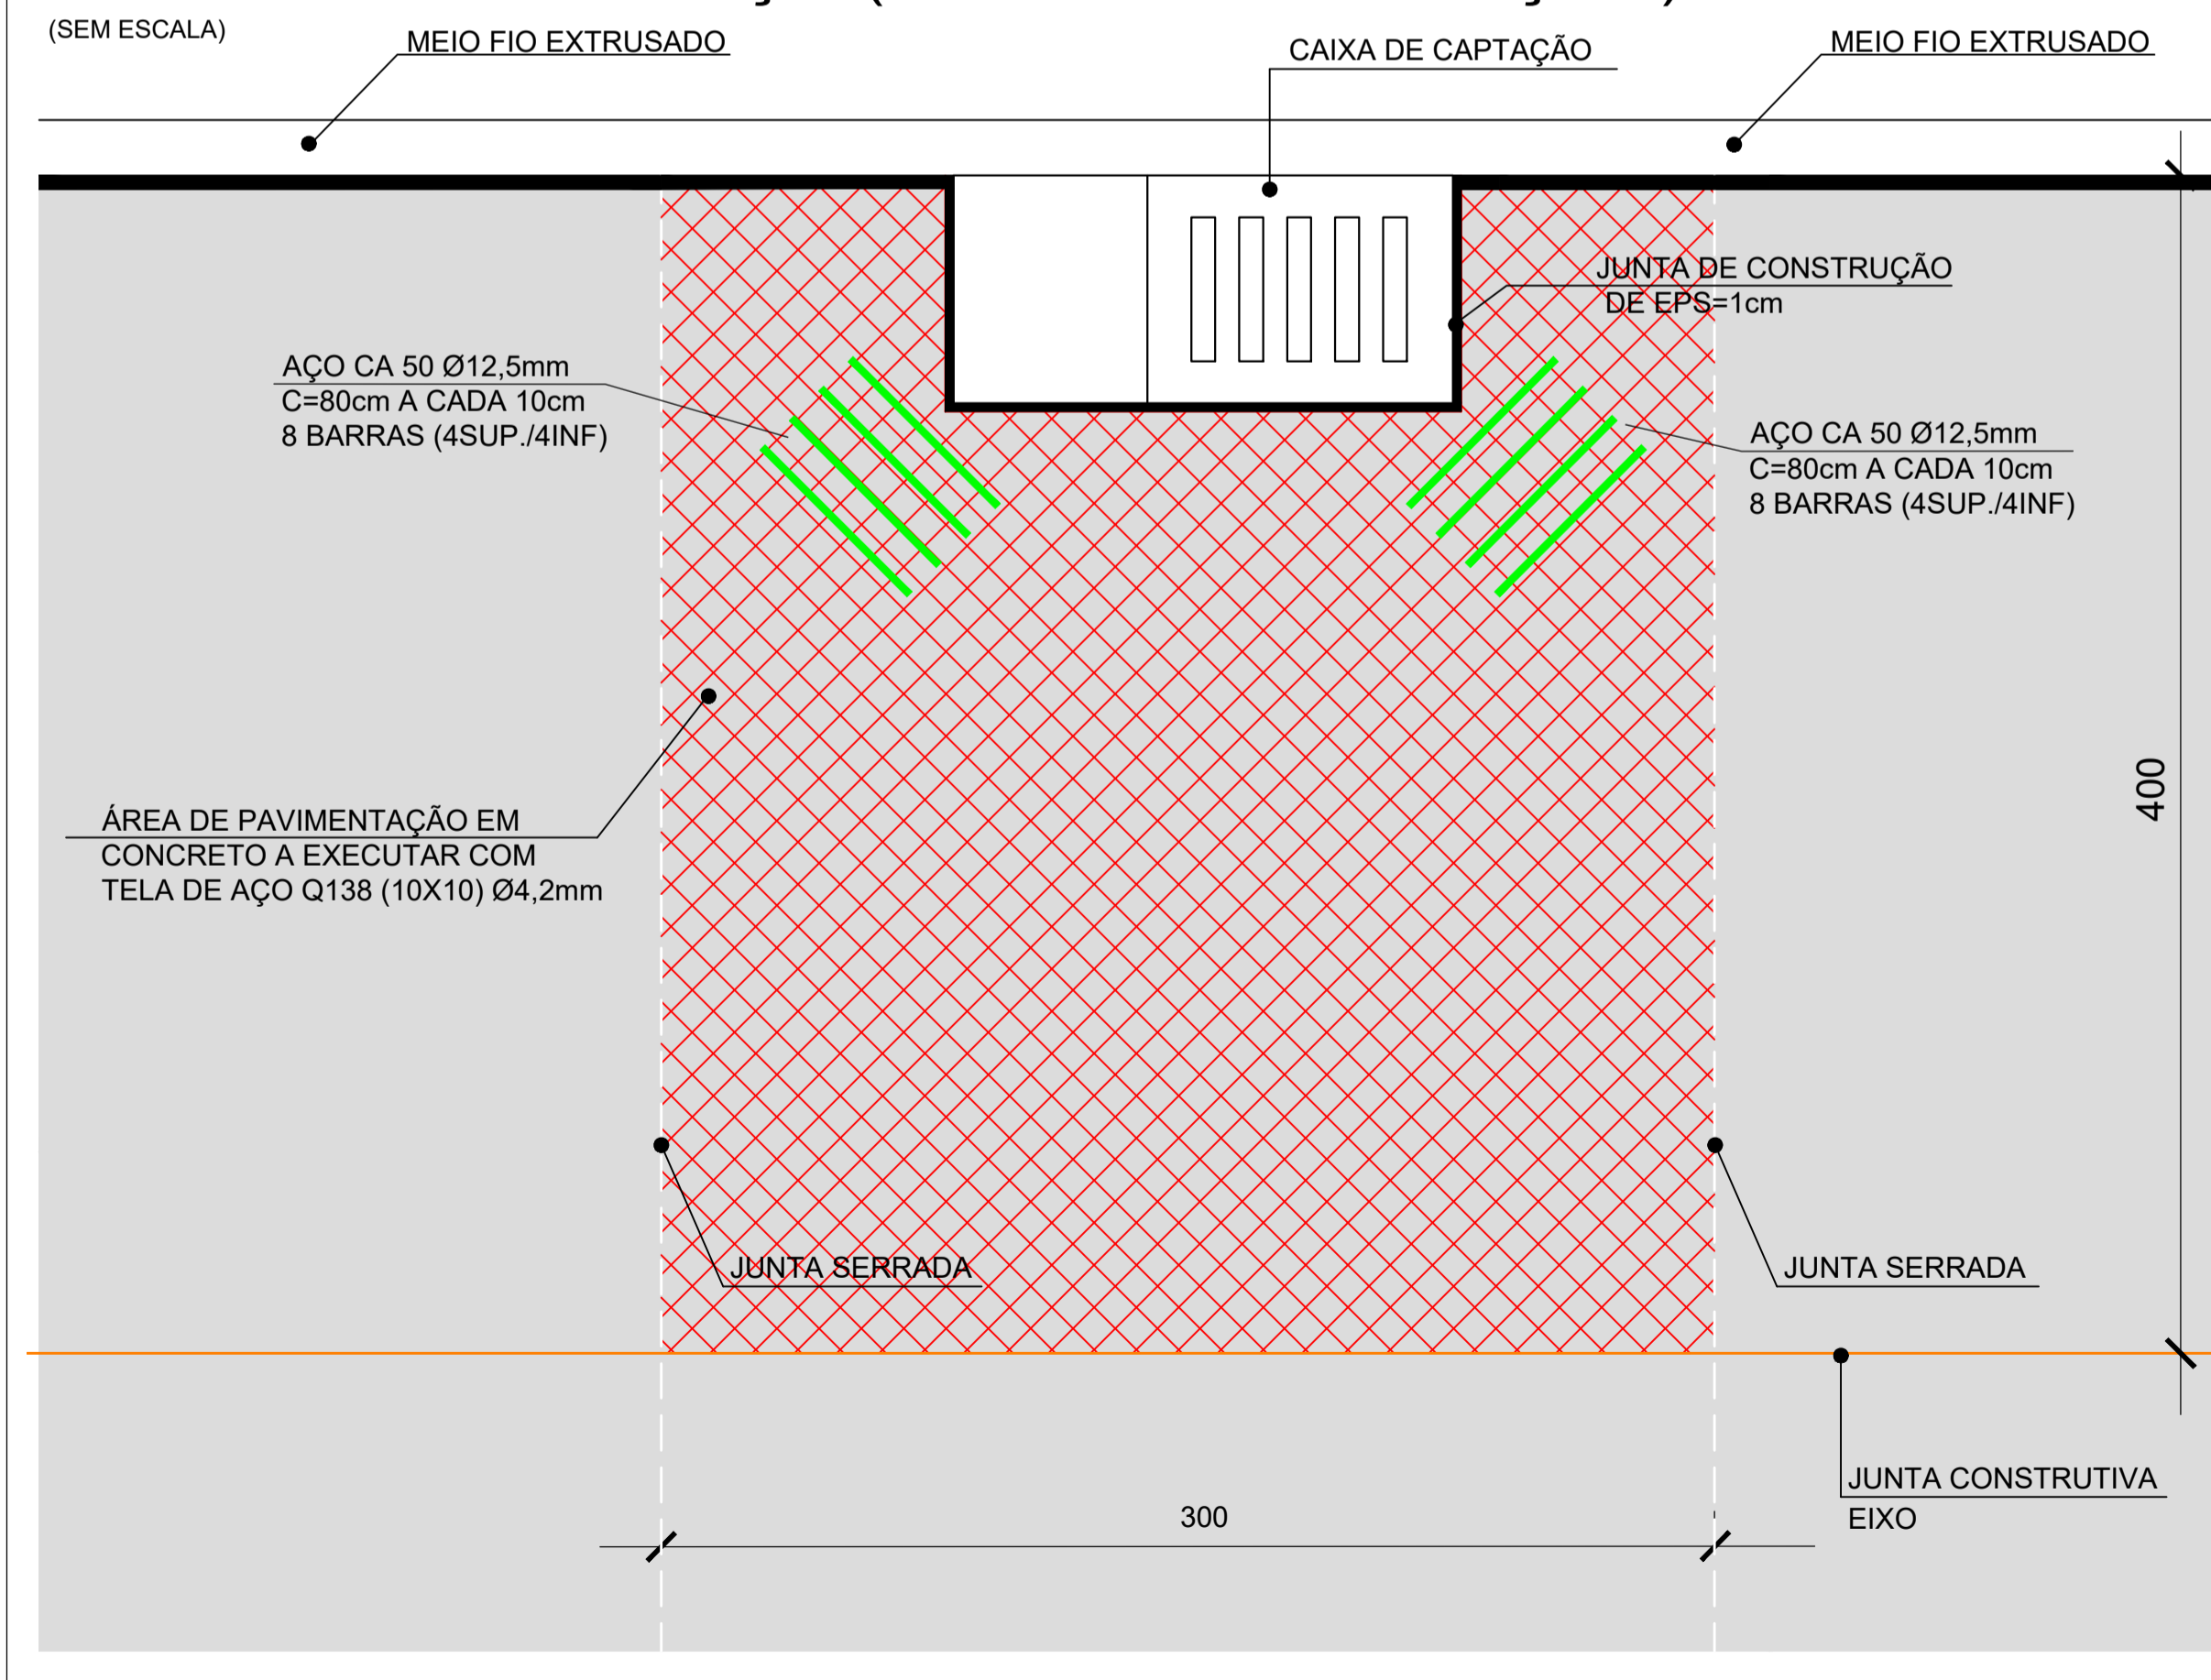 (SEM ESCALA)
MEIO FIO EXTRUSADO
CAIXA DE CAPTAÇÃO
MEIO FIO EXTRUSADO
JUNTA DE CONSTRUÇÃO
DE EPS=1cm
AÇO CA 50 Ø12,5mm
C=80cm A CADA 10cm
8 BARRAS (4SUP./4INF)
AÇO CA 50 Ø12,5mm
C=80cm A CADA 10cm
8 BARRAS (4SUP./4INF)
400
ÁREA DE PAVIMENTAÇÃO EM
CONCRETO A EXECUTAR COM
TELA DE AÇO Q138 (10X10) Ø4,2mm
JUNTA SERRADA
JUNTA SERRADA
JUNTA CONSTRUTIVA
EIXO
300